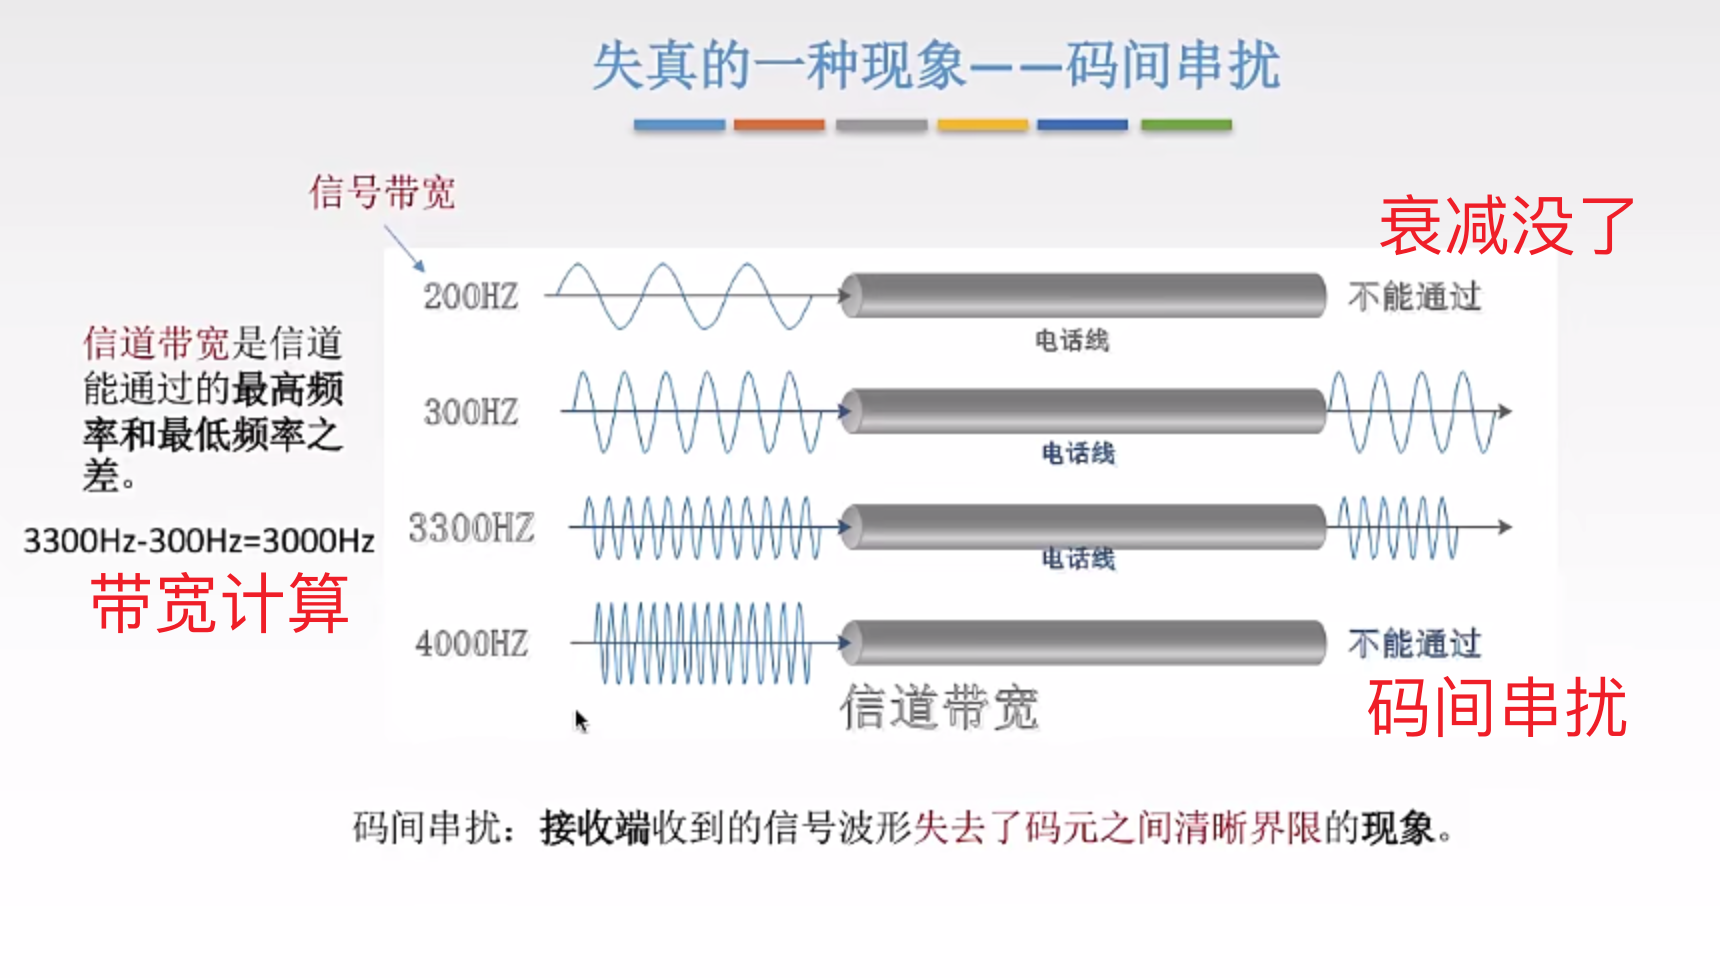 失真的一种现象——码间串扰
信号带宽
衰减没了
200HZ
不能通过
电话线
信道带宽是信道
能通过的最高频
率和最低频率之
差。
300HZ
电话线
3300Hz-300Hz=3000Hz
3300HZ
电话线
带宽计算
4000HZ
不能通过
信道带宽
码间串扰
码间串扰：接收端收到的信号波形失去了码元之间清晰界限的现象。